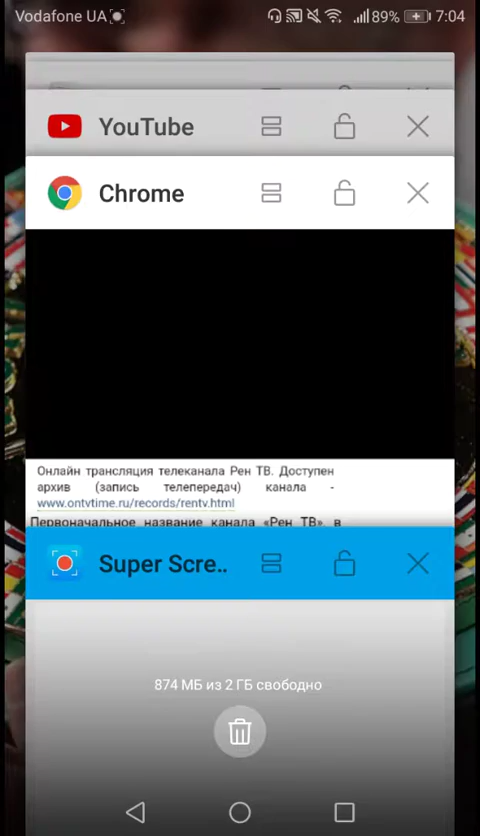 Vodafone UA 89% 7:04
YouTube
Chrome
Онлайн трансляция телеканала Рен ТВ. Доступен
архив (запись телепередач) канала -
www.ontvtime.ru/records/rentv.html
Первоначальное название канала «Рен ТВ», в
Super Scre..
874 МБ из 2 ГБ свободно